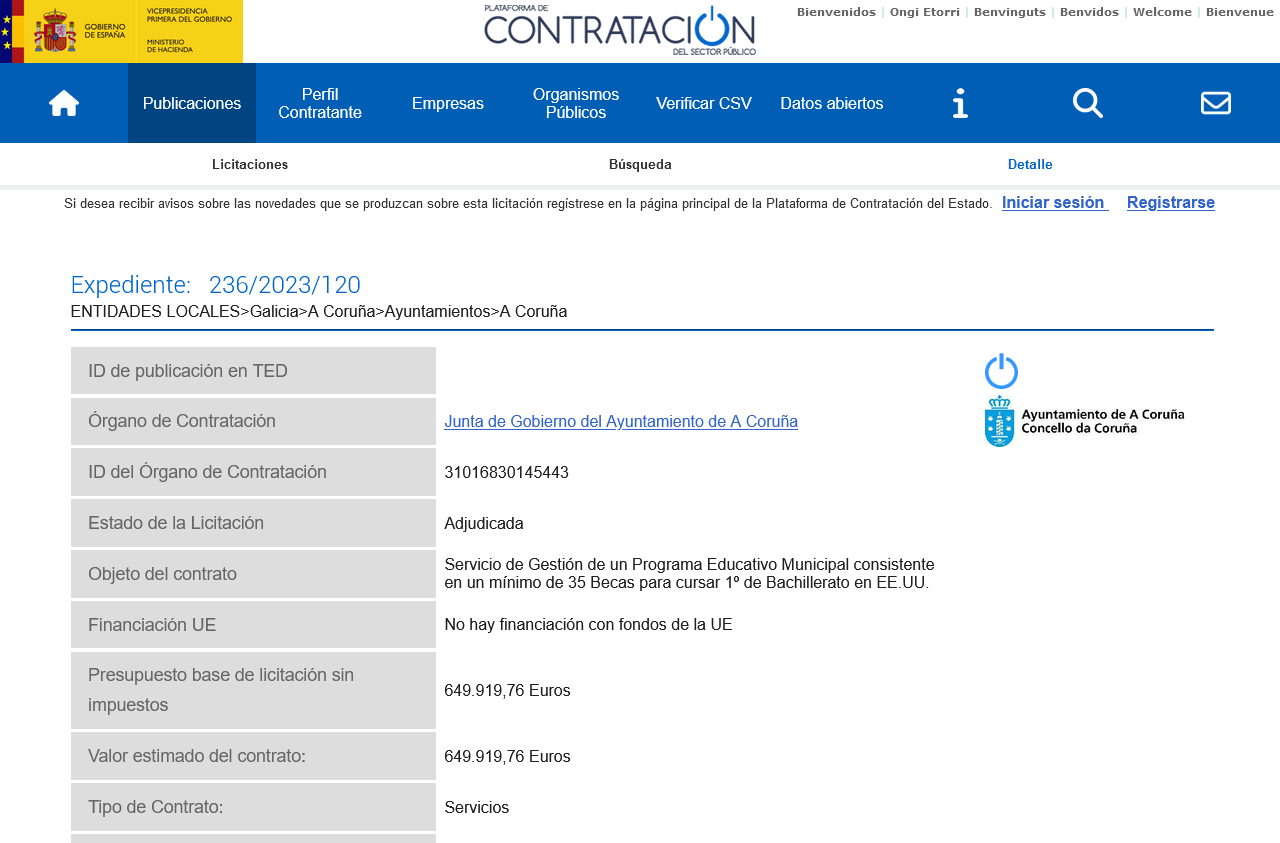 GOBIERNO
DE ESPAÑA
VICEPRESIDENCIA
PRIMERA DEL GOBIERNO
MINISTERIO
DE HACIENDA
PLATAFORMA DE
CONTRATACIÓN
DEL SECTOR PÚBLICO
Bienvenidos | Ongi Etorri | Benvinguts | Benvidos | Welcome | Bienvenue
Publicaciones
Perfil
Contratante
Empresas
Organismos
Públicos
Verificar CSV
Datos abiertos
Licitaciones
Búsqueda
Detalle
Si desea recibir avisos sobre las novedades que se produzcan sobre esta licitación regístrese en la página principal de la Plataforma de Contratación del Estado. Iniciar sesión Registrarse
Expediente: 236/2023/120
ENTIDADES LOCALES>Galicia>A Coruña>Ayuntamientos>A Coruña
ID de publicación en TED
Órgano de Contratación
Junta de Gobierno del Ayuntamiento de A Coruña
Ayuntamiento de A Coruña
Concello da Coruña
ID del Órgano de Contratación
31016830145443
Estado de la Licitación
Adjudicada
Objeto del contrato
Servicio de Gestión de un Programa Educativo Municipal consistente
en un mínimo de 35 Becas para cursar 1º de Bachillerato en EE.UU.
Financiación UE
No hay financiación con fondos de la UE
Presupuesto base de licitación sin
impuestos
649.919,76 Euros
Valor estimado del contrato:
649.919,76 Euros
Tipo de Contrato:
Servicios